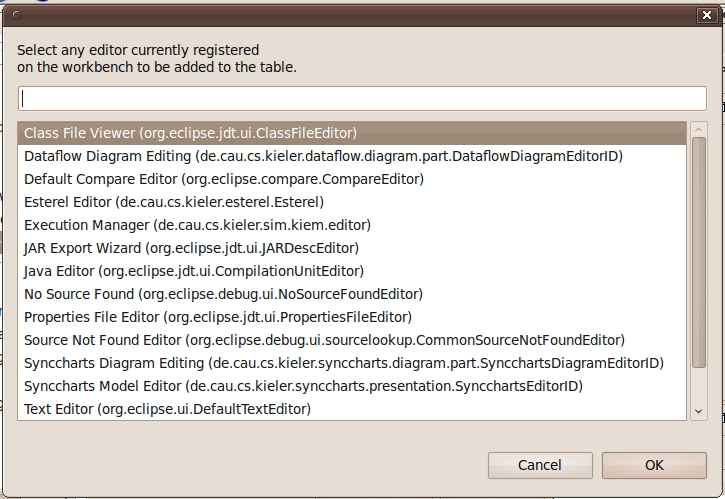 Select any editor currently registered
on the workbench to be added to the table.
Class File Viewer (org.eclipse.jdt.ui.ClassFileEditor)
Dataflow Diagram Editing (de.cau.cs.kieler.dataflow.diagram.part.DataflowDiagramEditorID)
Default Compare Editor (org.eclipse.compare.CompareEditor)
Esterel Editor (de.cau.cs.kieler.esterel.Esterel)
Execution Manager (de.cau.cs.kieler.sim.kiem.editor)
JAR Export Wizard (org.eclipse.jdt.ui.JARDescEditor)
Java Editor (org.eclipse.jdt.ui.CompilationUnitEditor)
No Source Found (org.eclipse.debug.ui.NoSourceFoundEditor)
Properties File Editor (org.eclipse.jdt.ui.PropertiesFileEditor)
Source Not Found Editor (org.eclipse.debug.ui.sourcelookup.CommonSourceNotFoundEditor)
Synccharts Diagram Editing (de.cau.cs.kieler.synccharts.diagram.part.SyncchartsDiagramEditorID)
Synccharts Model Editor (de.cau.cs.kieler.synccharts.presentation.SyncchartsEditorID)
Text Editor (org.eclipse.ui.DefaultTextEditor)
Cancel OK